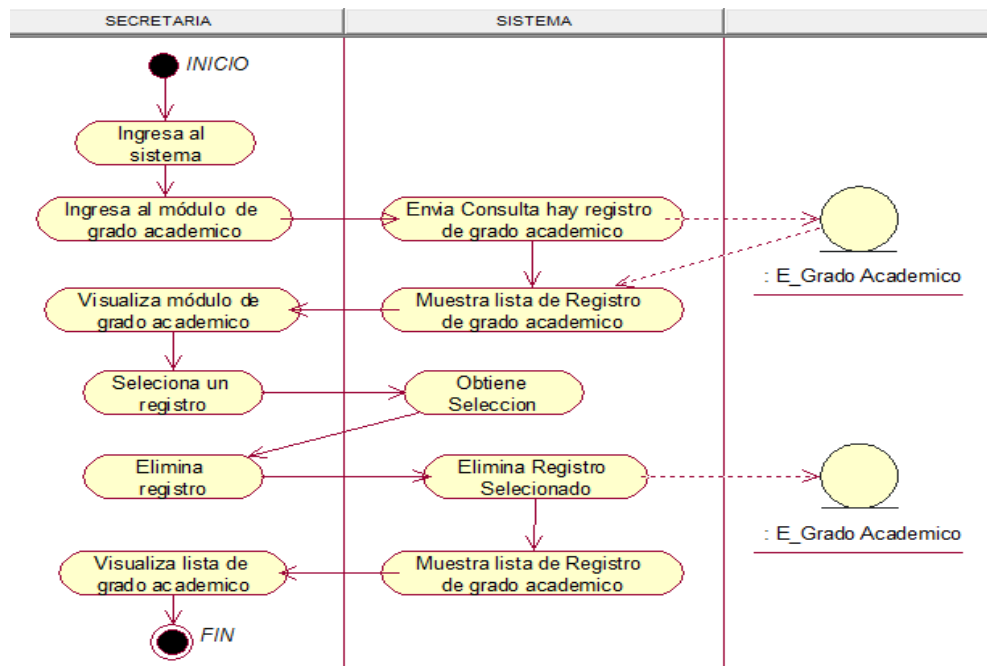 SECRETARIA
SISTEMA
INICIO
Ingresa al
sistema
Ingresa al módulo de
grado academico
Envia Consulta hay registro
de grado academico
: E_Grado Academico
Visualiza módulo de
grado academico
Muestra lista de Registro
de grado academico
Seleciona un
registro
Obtiene
Seleccion
Elimina
registro
Elimina Registro
Selecionado
: E_Grado Academico
Visualiza lista de
grado academico
Muestra lista de Registro
de grado academico
FIN